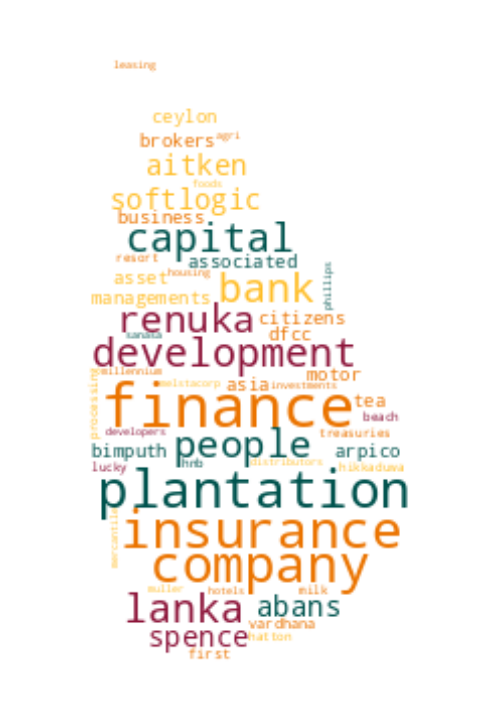 leasing
ceylon
brokers agri
aitken
foods
softlogic
business
capital
associated
resort housing
phillips
asset bank
managements
renuka citizens
sanasa dfcc
development
millennium motor
processing
melstacorp asia investments
finance tea
beach
developers treasuries
people
bimputh arpico
lucky hnb distributors hikkaduwa
plantation
mercantile
insurance
company
muller hotels milk
lanka abans
vardhana
spence hatton
first